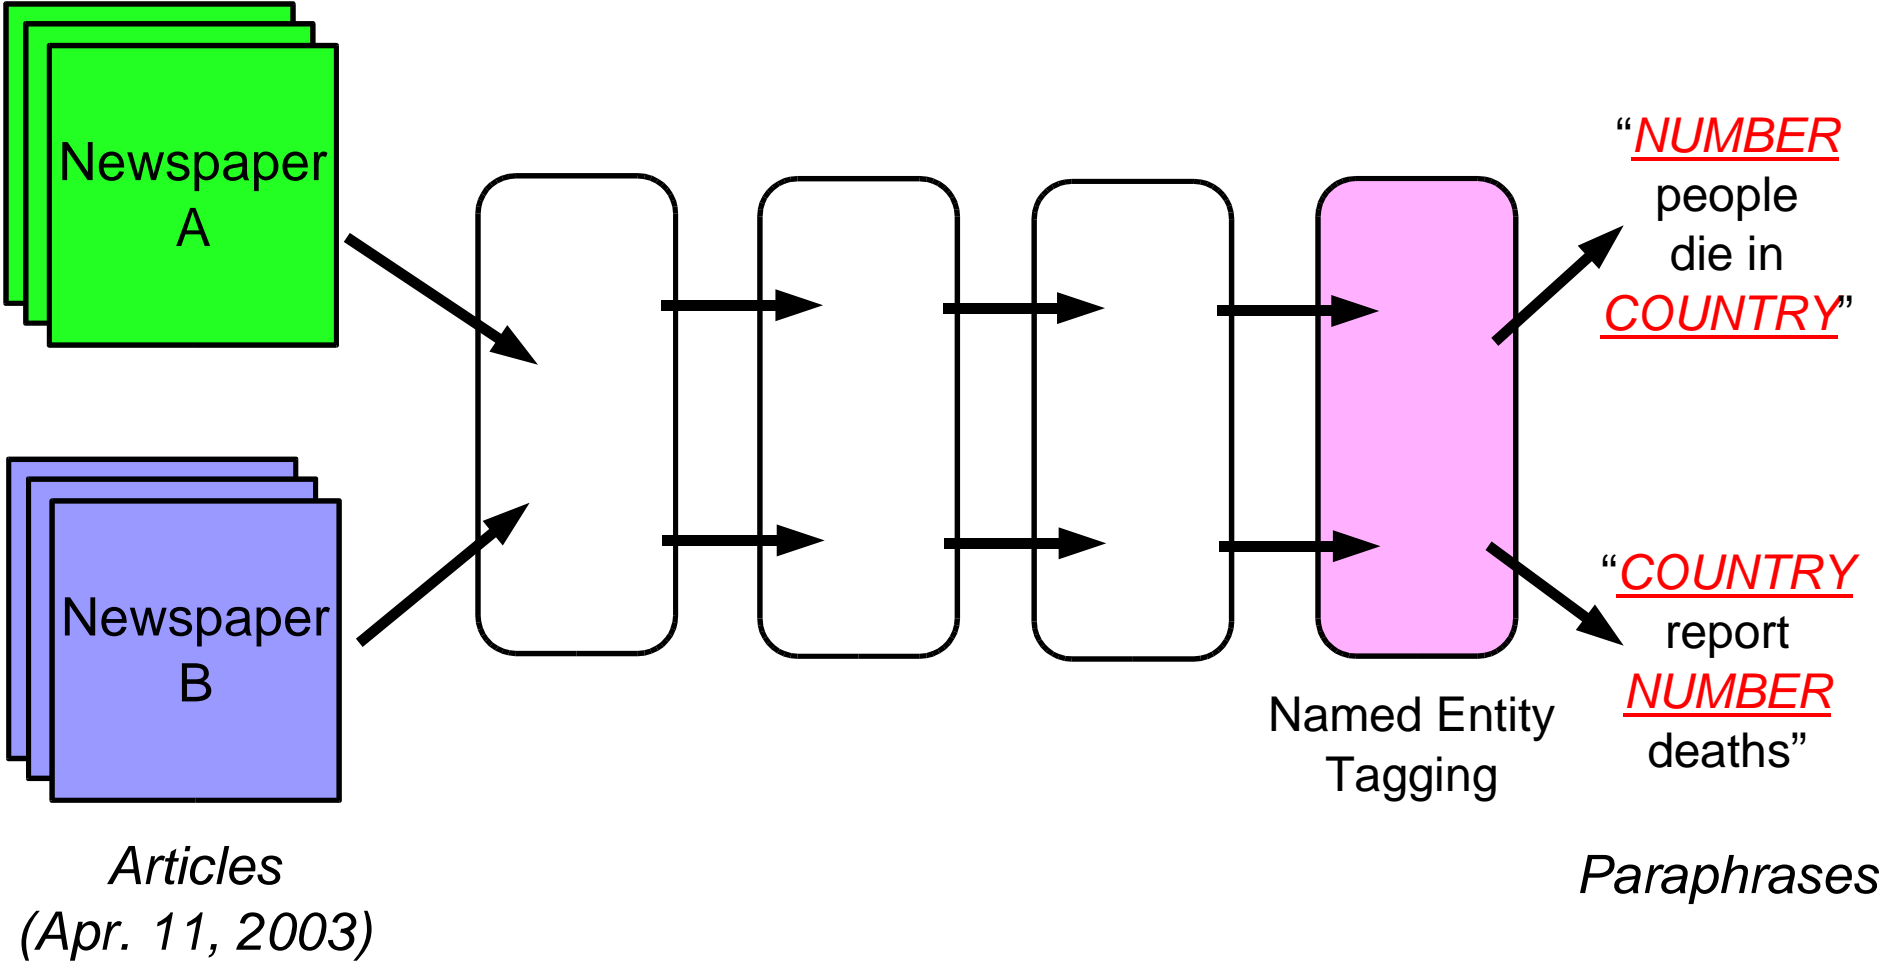 Newspaper
A
Newspaper
B
Articles
(Apr. 11, 2003)
Named Entity
Tagging
“NUMBER
people
die in
COUNTRY”
“COUNTRY
report
NUMBER
deaths”
Paraphrases